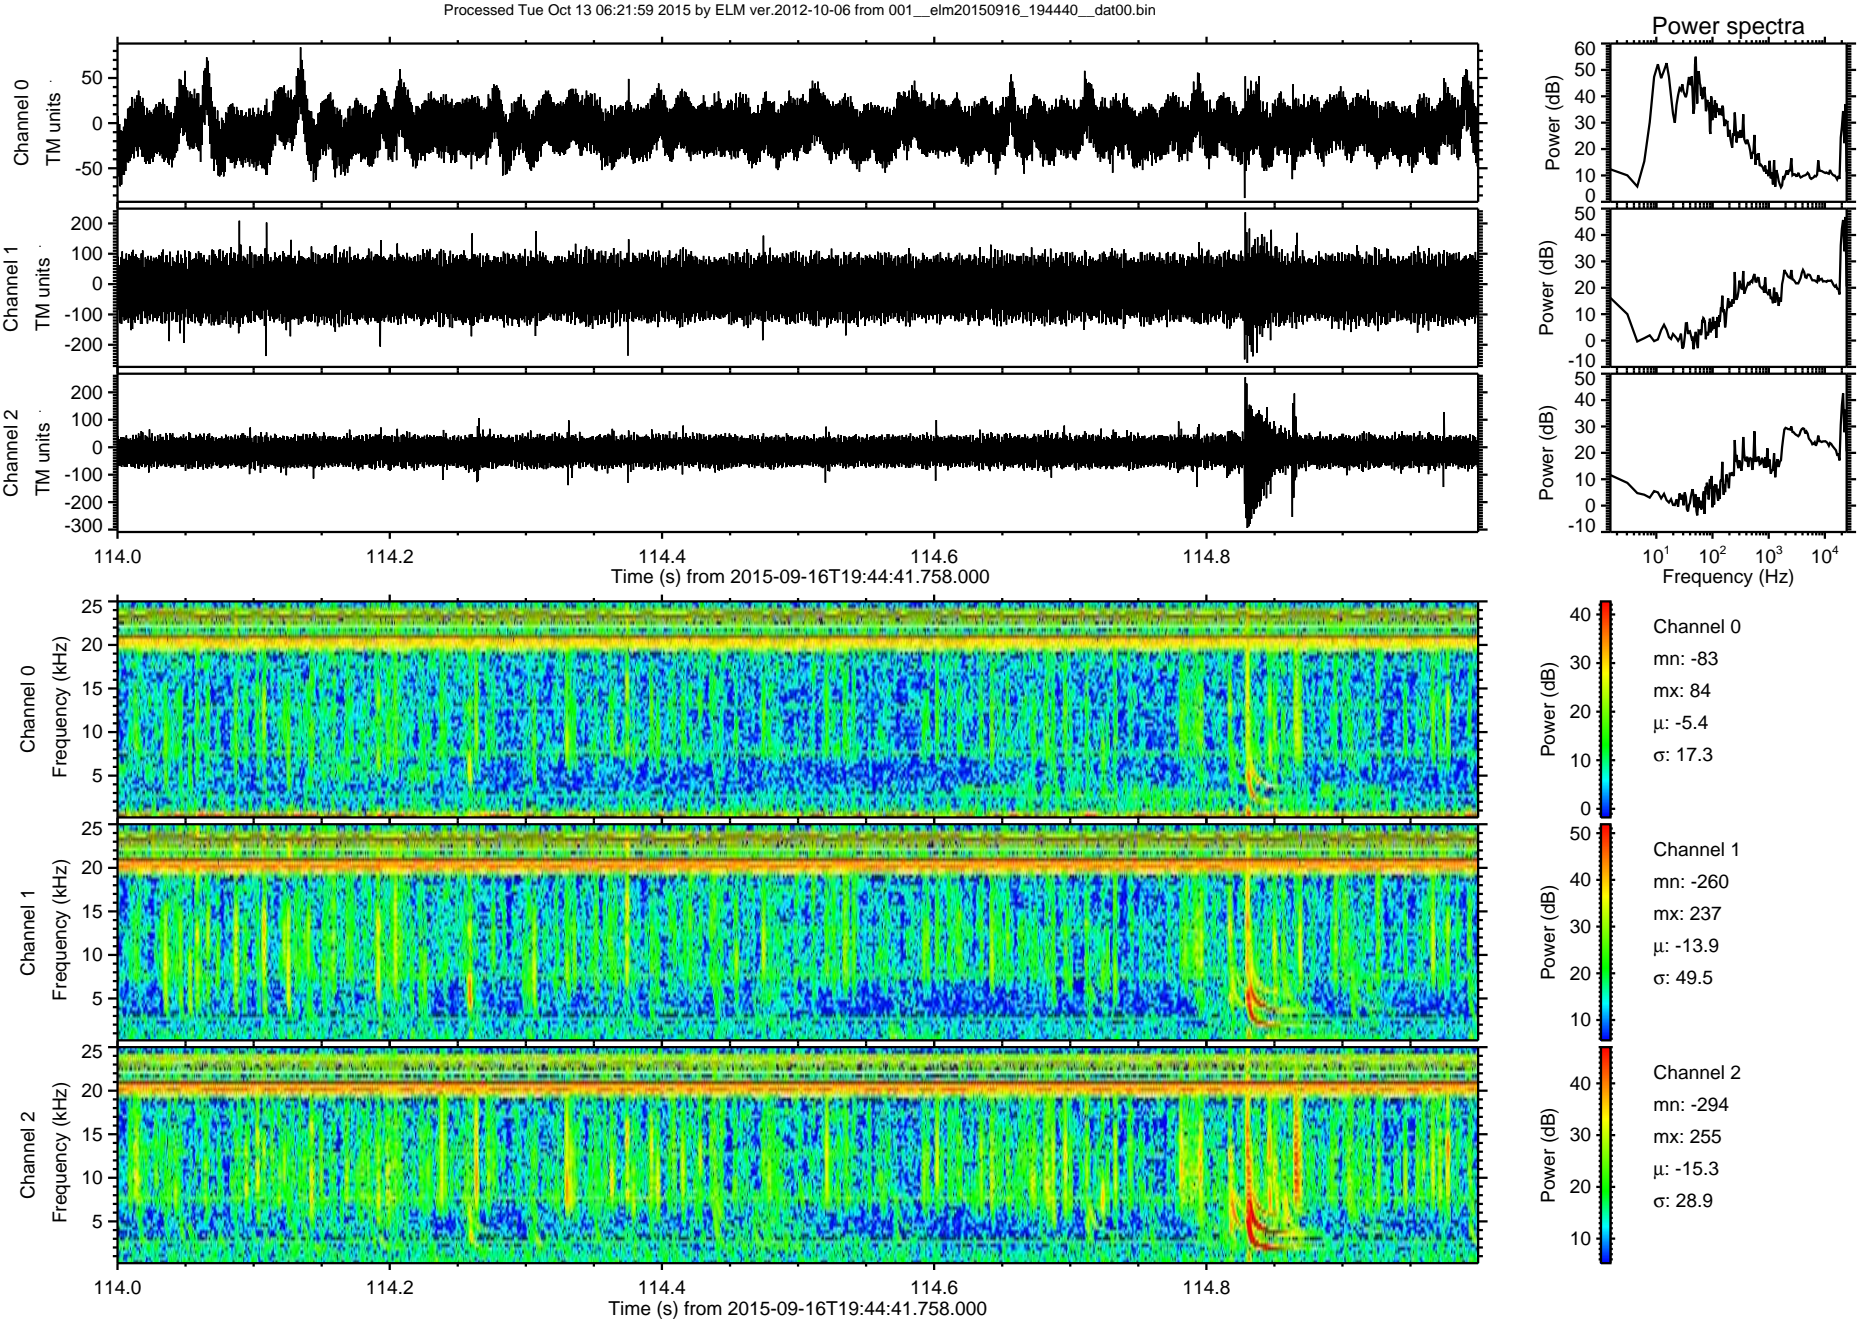 Processed Tue Oct 13 06:21:59 2015 by ELM ver.2012-10-06 from 001__elm20150916_194440__dat00.bin
Power spectra
Channel 0
TM units
50
0
-50
Power (dB)
60
50
40
30
20
10
0
Channel 1
TM units
200
100
0
-100
-200
Power (dB)
50
40
30
20
10
0
-10
Channel 2
TM units
200
100
0
-100
-200
-300
Power (dB)
50
40
30
20
10
0
-10
114.0 114.2 114.4 114.6 114.8
Time (s) from 2015-09-16T19:44:41.758.000
10¹ 10² 10³ 10⁴
Frequency (Hz)
Channel 0
Frequency (kHz)
25
20
15
10
5
Power (dB)
40
30
20
10
0
Channel 0
mn: -83
mx: 84
μ: -5.4
σ: 17.3
Channel 1
Frequency (kHz)
25
20
15
10
5
Power (dB)
50
40
30
20
10
Channel 1
mn: -260
mx: 237
μ: -13.9
σ: 49.5
Channel 2
Frequency (kHz)
25
20
15
10
5
Power (dB)
40
30
20
10
Channel 2
mn: -294
mx: 255
μ: -15.3
σ: 28.9
114.0 114.2 114.4 114.6 114.8
Time (s) from 2015-09-16T19:44:41.758.000